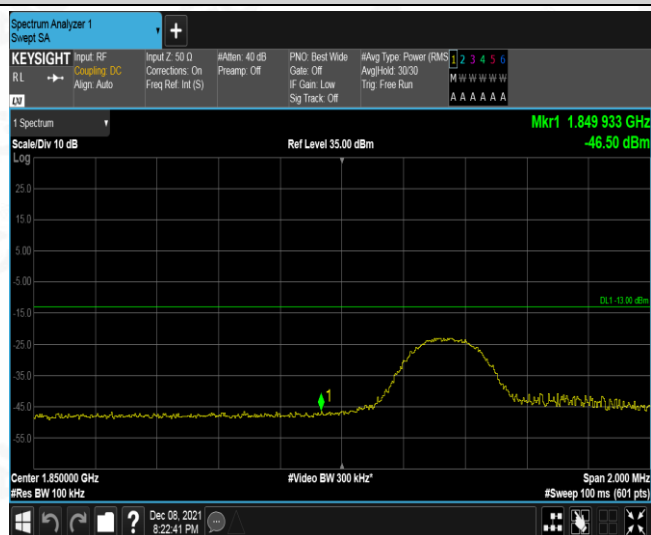 Spectrum Analyzer 1
Swept SA
+
KEYSIGHT Input: RF Input Z: 50 Ω #Atten: 40 dB PNO: Best Wide #Avg Type: Power (RMS 1 2 3 4 5 6
R L Coupling: DC Corrections: On Preamp: Off Gate: Off Avg|Hold: 30/30 M W W W W W
Align: Auto Freq Ref: Int (S) IF Gain: Low Trig: Free Run
Sig Track: Off A A A A A A
LXI
1 Spectrum Mkr1 1.849 933 GHz
Scale/Div 10 dB Ref Level 35.00 dBm -46.50 dBm
Log
25.0
15.0
5.00
-5.00
DL1 -13.00 dBm
-15.0
-25.0
-35.0
1
-45.0
-55.0
Center 1.850000 GHz #Video BW 300 kHz* Span 2.000 MHz
#Res BW 100 kHz #Sweep 100 ms (601 pts)
? Dec 08, 2021
8:22:41 PM